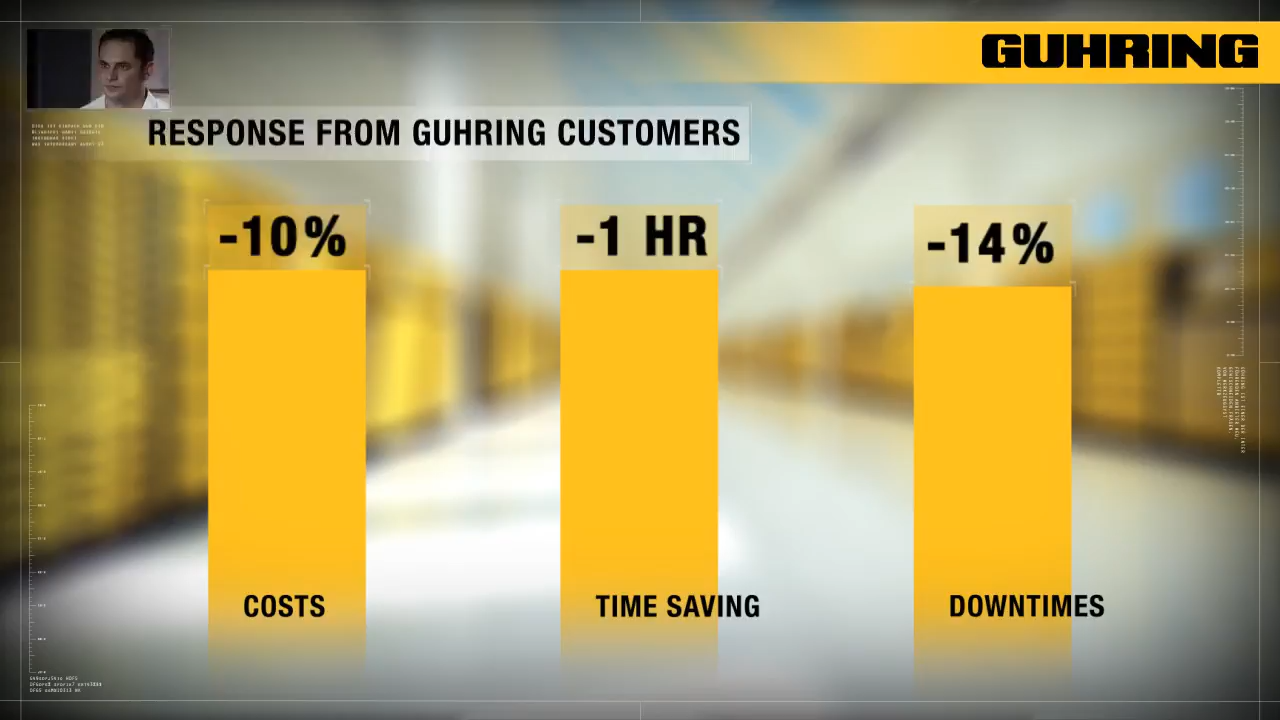 GUHRING
RESPONSE FROM GUHRING CUSTOMERS
-10%
-1 HR
-14%
COSTS
TIME SAVING
DOWNTIMES